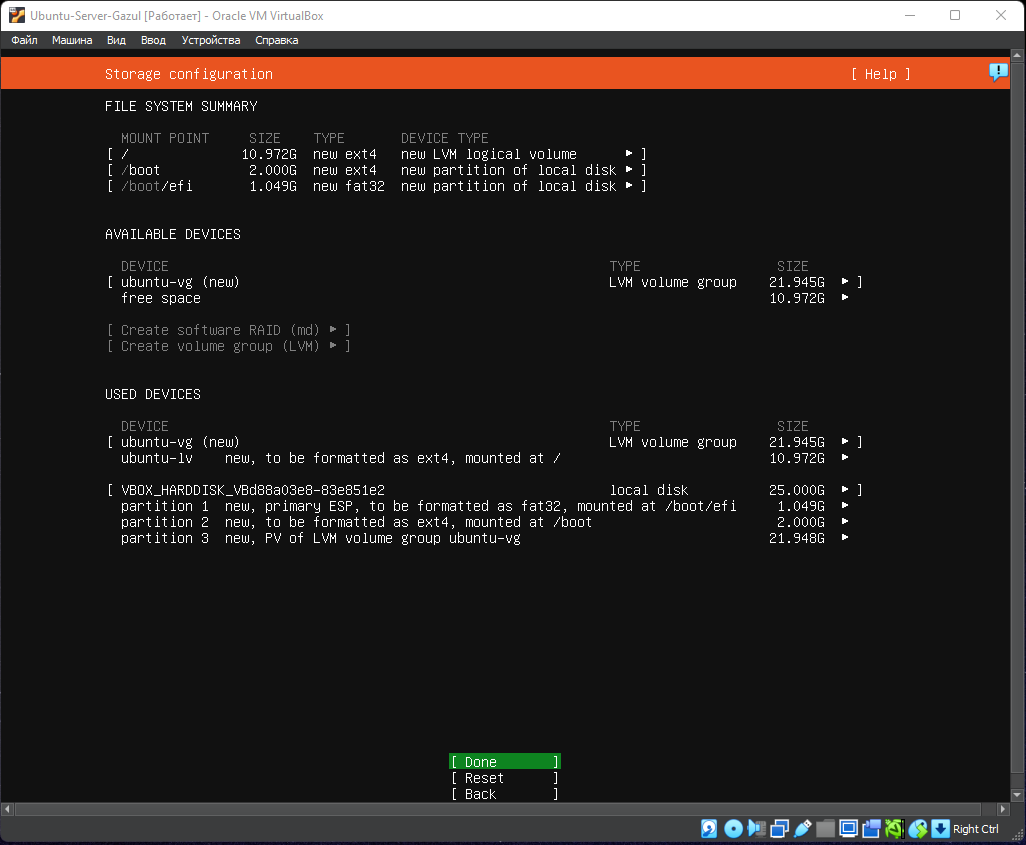 Ubuntu-Server-Gazul [Работает] - Oracle VM VirtualBox
Файл Машина Вид Ввод Устройства Справка
Storage configuration [ Help ]
FILE SYSTEM SUMMARY
MOUNT POINT SIZE TYPE DEVICE TYPE
[ / 10.972G new ext4 new LVM logical volume ▸ ]
[ /boot 2.000G new ext4 new partition of local disk ▸ ]
[ /boot/efi 1.049G new fat32 new partition of local disk ▸ ]
AVAILABLE DEVICES
DEVICE TYPE SIZE
[ ubuntu-vg (new) LVM volume group 21.945G ▸ ]
free space 10.972G ▸
[ Create software RAID (md) ▸ ]
[ Create volume group (LVM) ▸ ]
USED DEVICES
DEVICE TYPE SIZE
[ ubuntu-vg (new) LVM volume group 21.945G ▸ ]
ubuntu-lv new, to be formatted as ext4, mounted at / 10.972G ▸
[ VBOX_HARDDISK_VBd88a03e8-83e851e2 local disk 25.000G ▸ ]
partition 1 new, primary ESP, to be formatted as fat32, mounted at /boot/efi 1.049G ▸
partition 2 new, to be formatted as ext4, mounted at /boot 2.000G ▸
partition 3 new, PV of LVM volume group ubuntu-vg 21.948G ▸
[ Done ]
[ Reset ]
[ Back ]
Right Ctrl